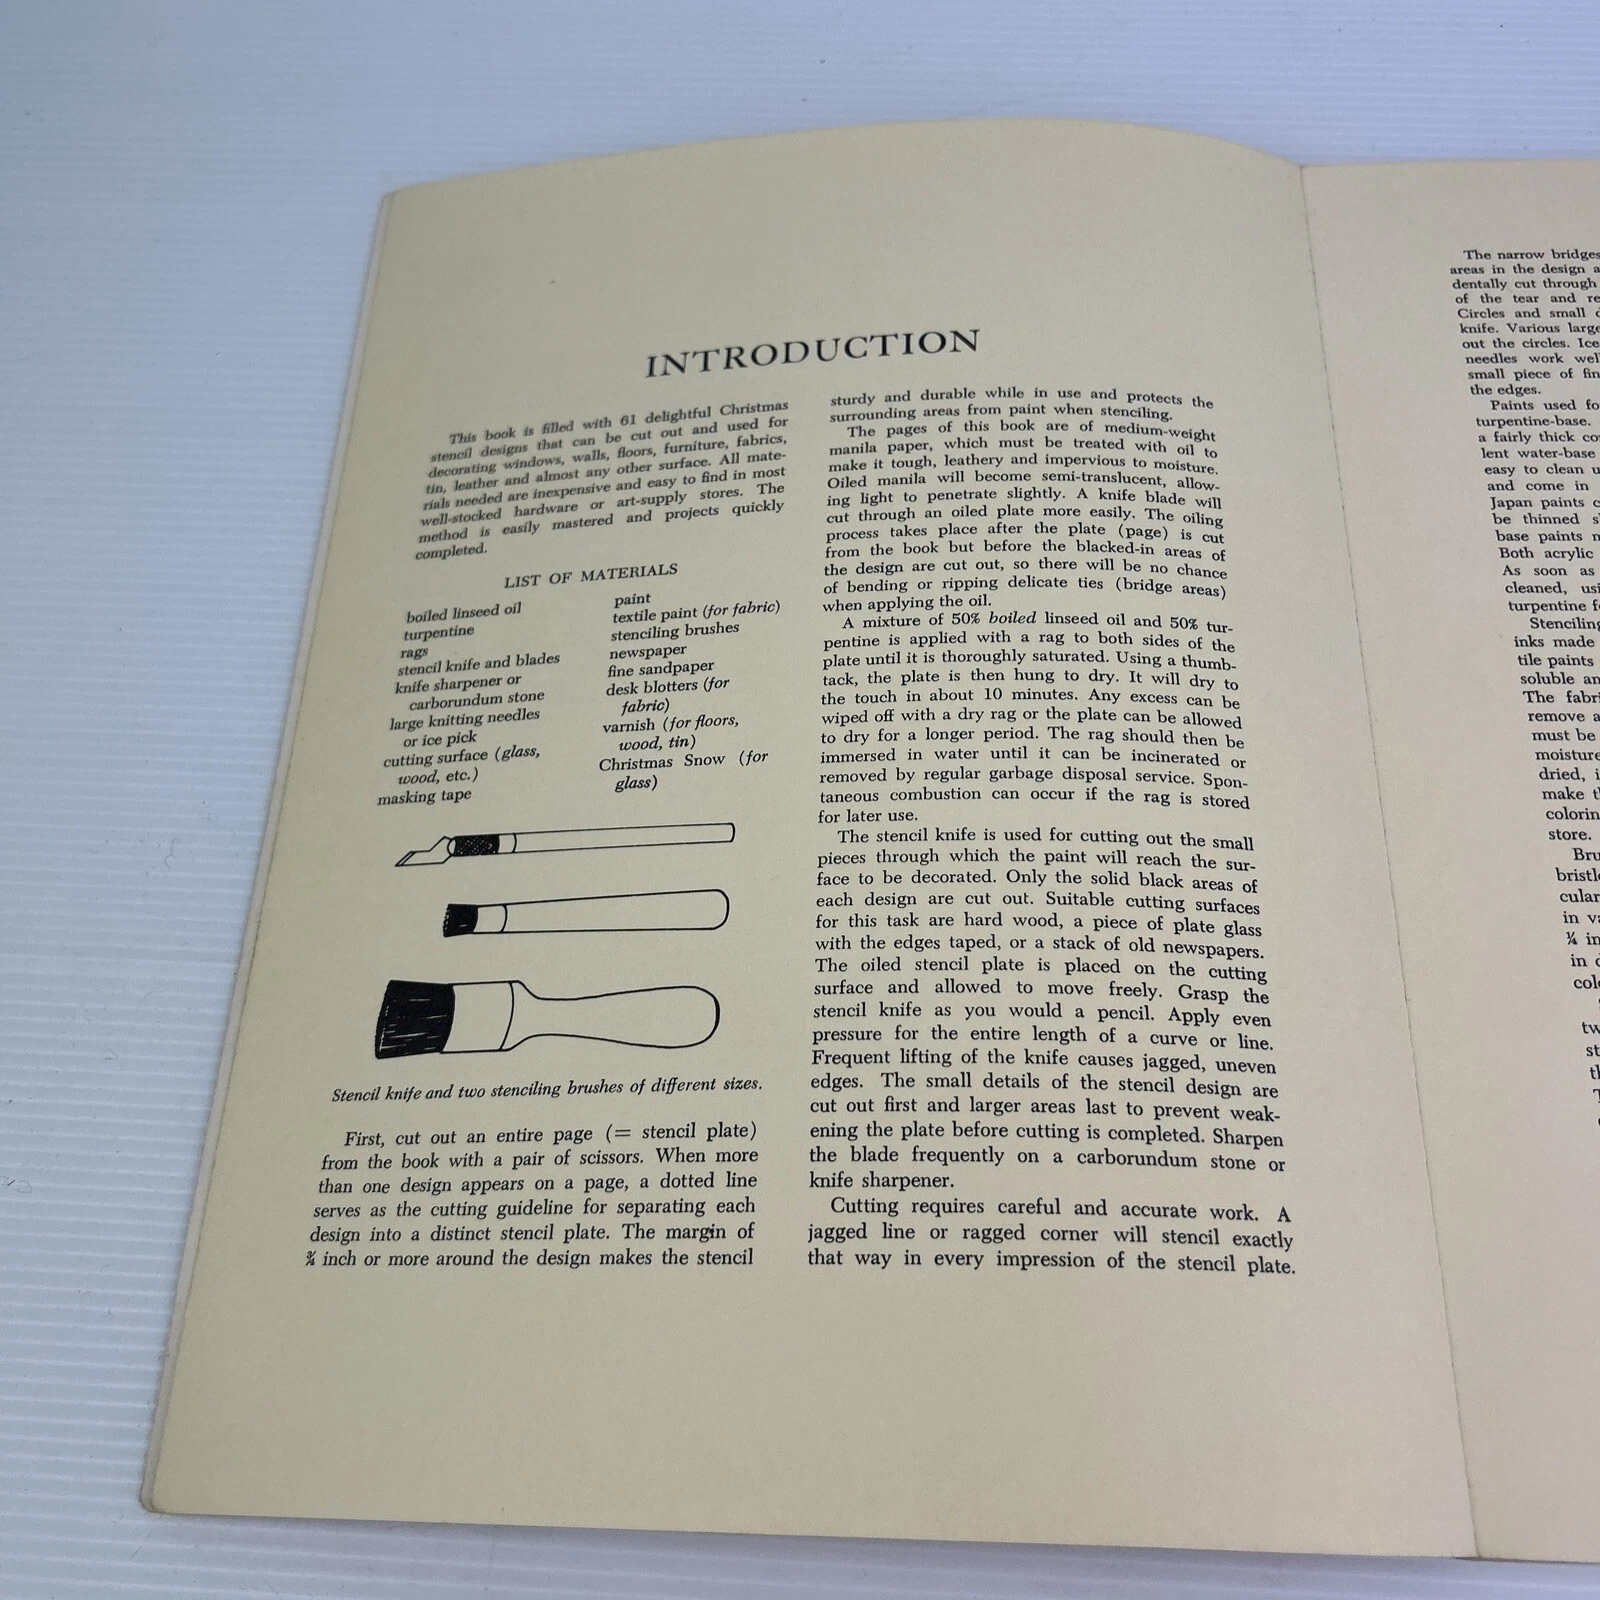 INTRODUCTION
This book is filled with 61 delightful Christmas
stencil designs that can be cut out and used for
decorating windows, walls, floors, furniture, fabrics,
tin, leather and almost any other surface. All mate-
rials needed are inexpensive and easy to find in most
well-stocked hardware or art-supply stores. The
method is easily mastered and projects quickly
completed.
LIST OF MATERIALS
boiled linseed oil
turpentine
rags
stencil knife and blades
knife sharpener or
carborundum stone
large knitting needles
or ice pick
cutting surface (glass,
wood, etc.)
masking tape
paint
textile paint (for fabric)
stenciling brushes
newspaper
fine sandpaper
desk blotters (for
fabric)
varnish (for floors,
wood, tin)
Christmas Snow (for
glass)
Stencil knife and two stenciling brushes of different sizes.
First, cut out an entire page (= stencil plate)
from the book with a pair of scissors. When more
than one design appears on a page, a dotted line
serves as the cutting guideline for separating each
design into a distinct stencil plate. The margin of
¾ inch or more around the design makes the stencil
sturdy and durable while in use and protects the
surrounding areas from paint when stenciling.
The pages of this book are of medium-weight
manila paper, which must be treated with oil to
make it tough, leathery and impervious to moisture.
Oiled manila will become semi-translucent, allow-
ing light to penetrate slightly. A knife blade will
cut through an oiled plate more easily. The oiling
process takes place after the plate (page) is cut
from the book but before the blacked-in areas of
the design are cut out, so there will be no chance
of bending or ripping delicate ties (bridge areas)
when applying the oil.
A mixture of 50% boiled linseed oil and 50% tur-
pentine is applied with a rag to both sides of the
plate until it is thoroughly saturated. Using a thumb-
tack, the plate is then hung to dry. It will dry to
the touch in about 10 minutes. Any excess can be
wiped off with a dry rag or the plate can be allowed
to dry for a longer period. The rag should then be
immersed in water until it can be incinerated or
removed by regular garbage disposal service. Spon-
taneous combustion can occur if the rag is stored
for later use.
The stencil knife is used for cutting out the small
pieces through which the paint will reach the sur-
face to be decorated. Only the solid black areas of
each design are cut out. Suitable cutting surfaces
for this task are hard wood, a piece of plate glass
with the edges taped, or a stack of old newspapers.
The oiled stencil plate is placed on the cutting
surface and allowed to move freely. Grasp the
stencil knife as you would a pencil. Apply even
pressure for the entire length of a curve or line.
Frequent lifting of the knife causes jagged, uneven
edges. The small details of the stencil design are
cut out first and larger areas last to prevent weak-
ening the plate before cutting is completed. Sharpen
the blade frequently on a carborundum stone or
knife sharpener.
Cutting requires careful and accurate work. A
jagged line or ragged corner will stencil exactly
that way in every impression of the stencil plate.
The narrow bridges
areas in the design
dentally cut through
of the tear and
Circles and small
knife. Various large
out the circles. Ice
needles work
small piece of
the edges.
Paints used
turpentine-base.
a fairly thick
lent water-base
easy to clean
and come in
Japan paints
be thinned
base paints
Both acrylic
As soon as
cleaned,
turpentine
Stenciling
inks made
tile paints
soluble
The
remove
must be
moisture
dried,
make
store.
in
¼
in